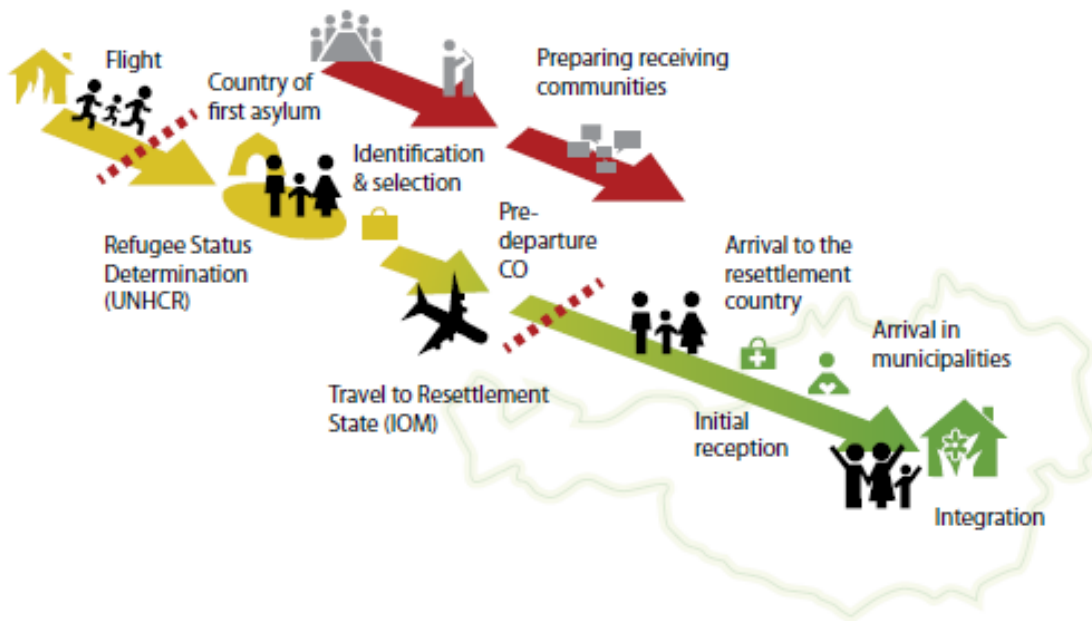 Flight
Country of
first asylum
Preparing receiving
communities
Identification
& selection
Refugee Status
Determination
(UNHCR)
Pre-
departure
CO
Travel to Resettlement
State (IOM)
Arrival to the
resettlement
country
Arrival in
municipalities
Initial
reception
Integration